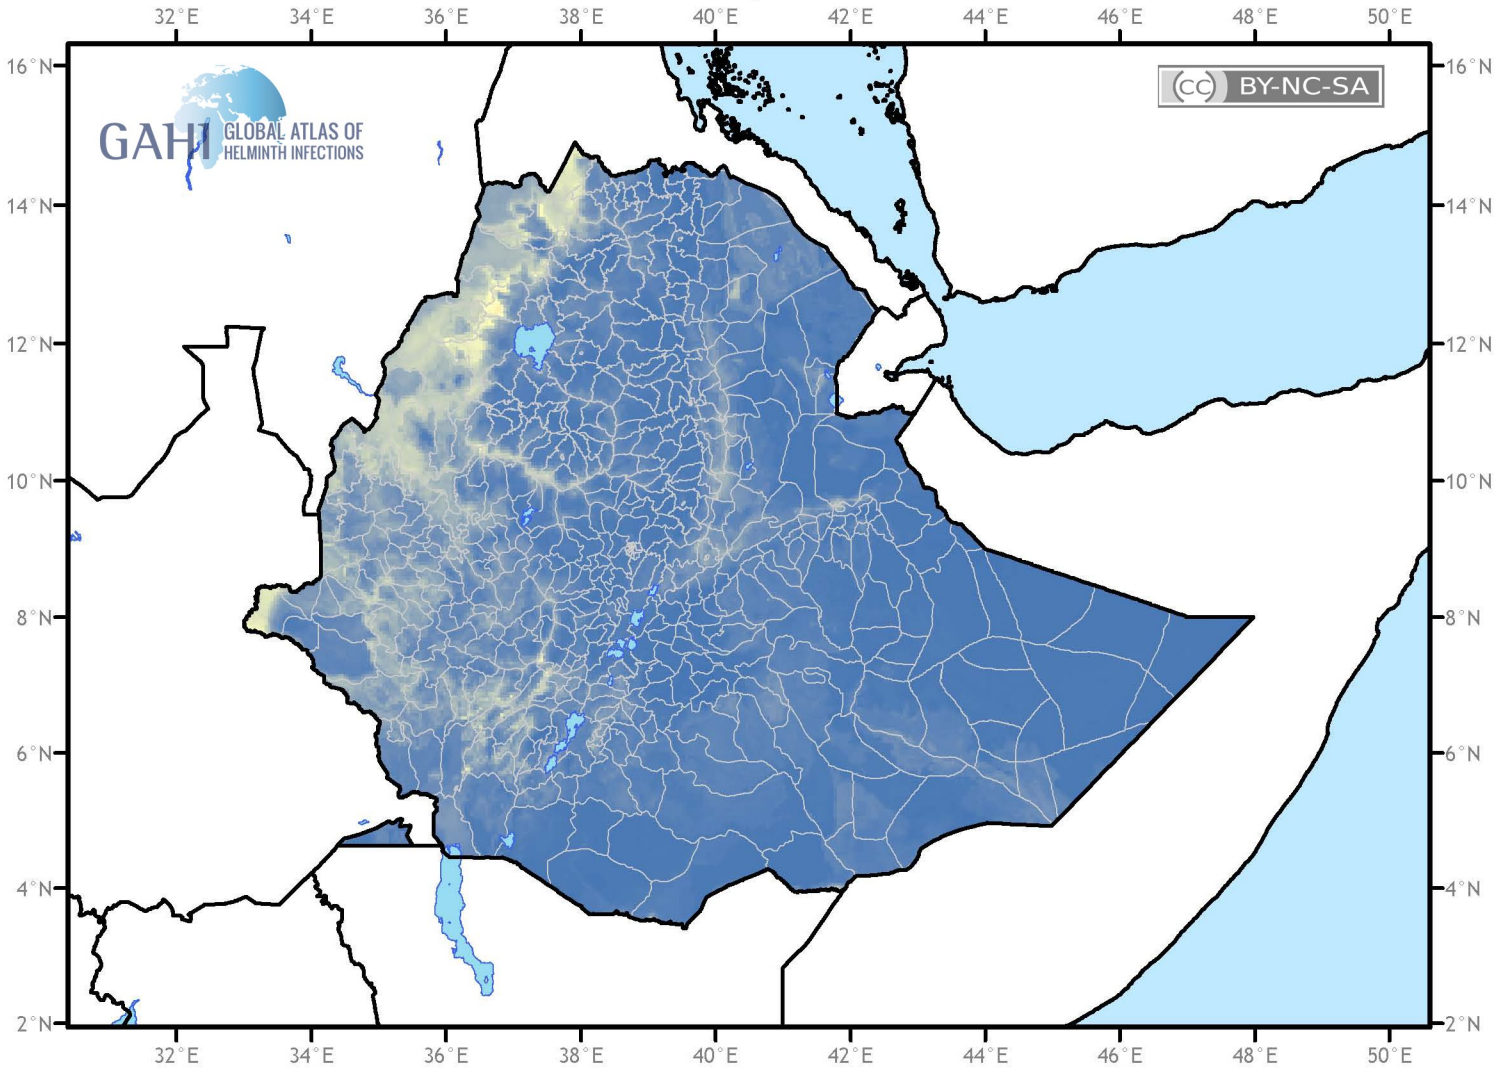 32°E 34°E 36°E 38°E 40°E 42°E 44°E 46°E 48°E 50°E
16°N 16°N
GAHI GLOBAL ATLAS OF
HELMINTH INFECTIONS
(cc) BY-NC-SA
14°N 14°N
12°N 12°N
10°N 10°N
8°N 8°N
6°N 6°N
4°N 4°N
2°N 2°N
32°E 34°E 36°E 38°E 40°E 42°E 44°E 46°E 48°E 50°E